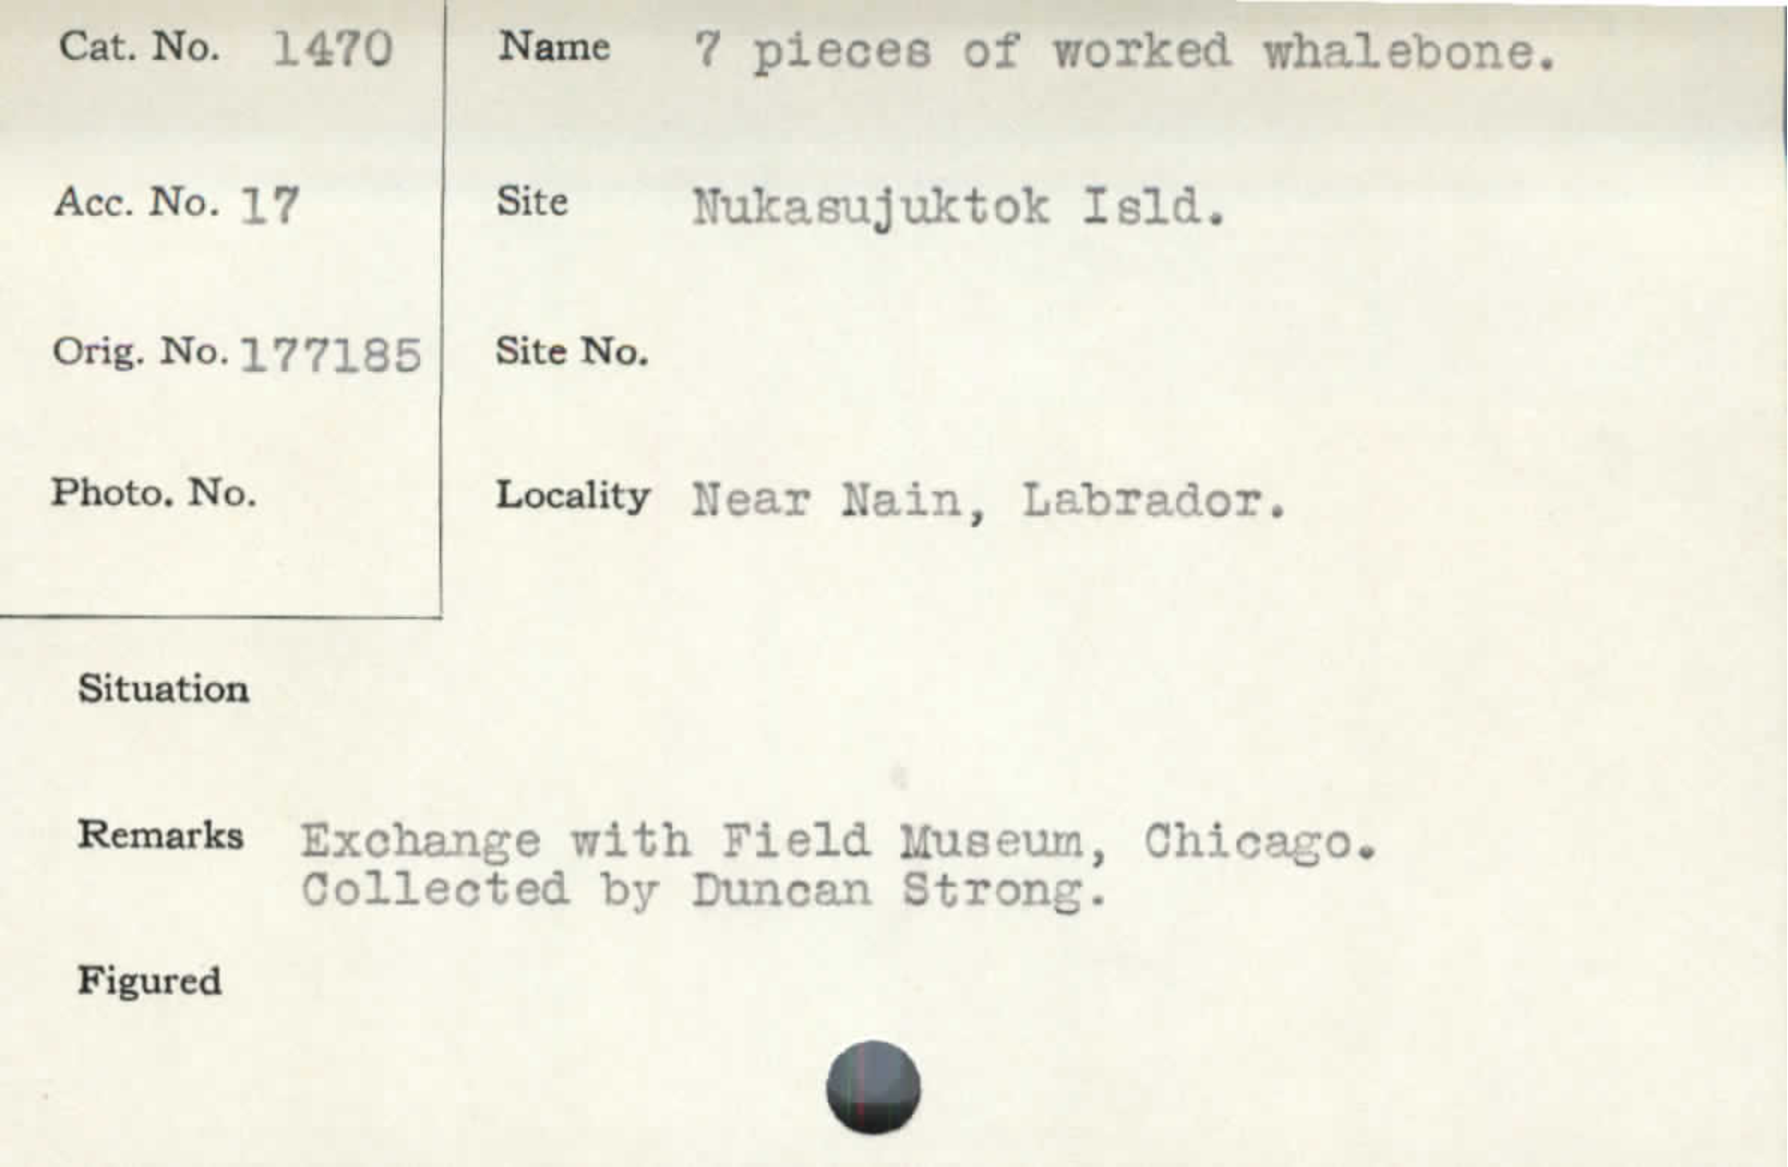 Cat. No. 1470
Name 7 pieces of worked whalebone.
Acc. No. 17
Site Nukasujuktok Isld.
Orig. No. 177185
Site No.
Photo. No.
Locality Near Nain, Labrador.
Situation
Remarks Exchange with Field Museum, Chicago.
Collected by Duncan Strong.
Figured